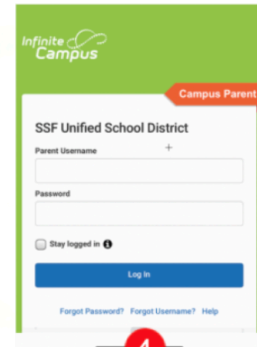 Infinite
Campus
Campus Parent
SSF Unified School District
Parent Username
Password
Stay logged in
Log In
Forgot Password? Forgot Username? Help
4